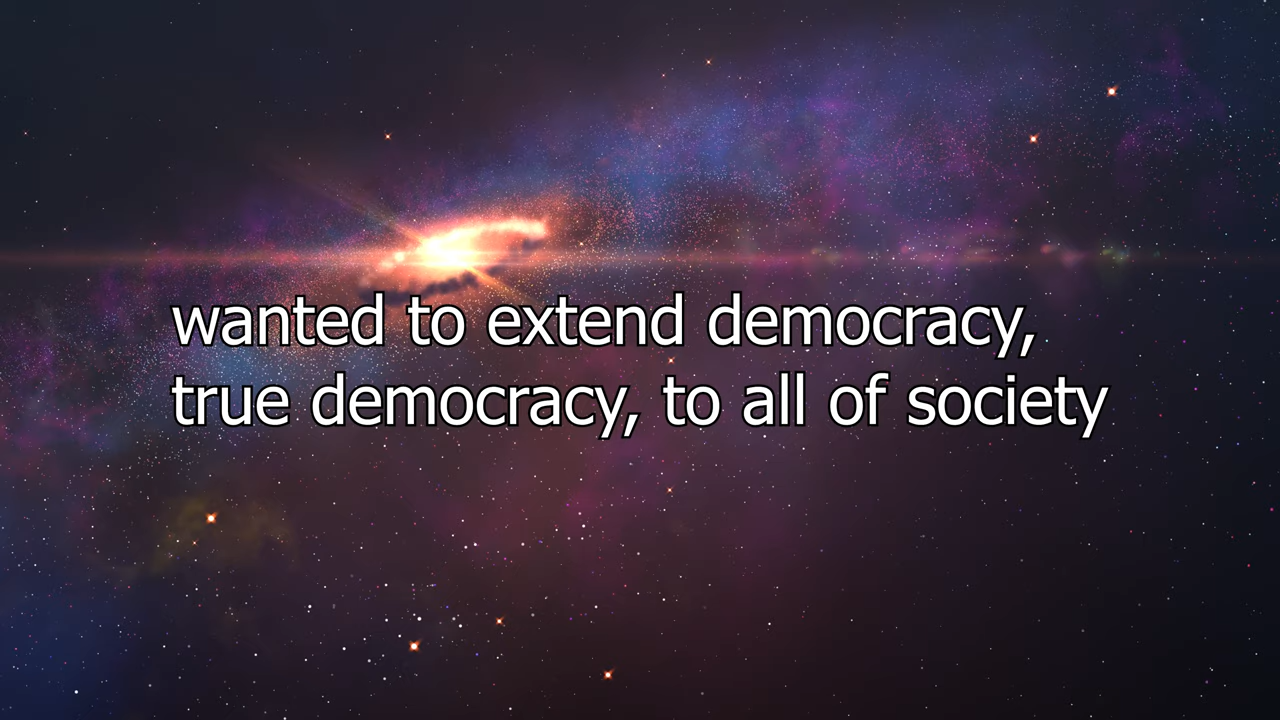 wanted to extend democracy,
true democracy, to all of society